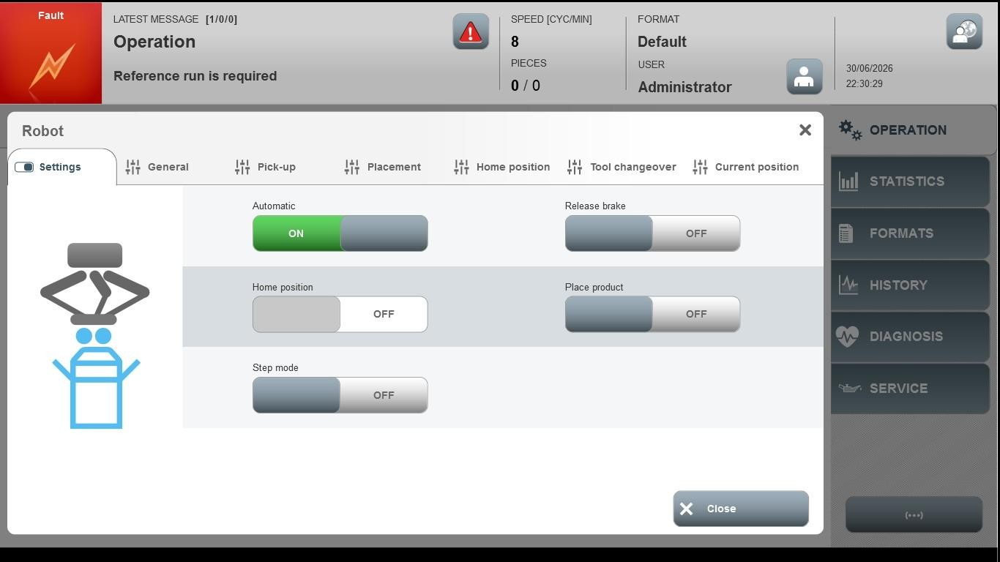 Fault
LATEST MESSAGE [1/0/0]
Operation
Reference run is required
SPEED [CYC/MIN]
8
PIECES
0 / 0
FORMAT
Default
USER
Administrator
30/06/2026
22:30:29
Robot
Settings
General
Pick-up
Placement
Home position
Tool changeover
Current position
Automatic
ON
Release brake
OFF
Home position
OFF
Place product
OFF
Step mode
OFF
Close
OPERATION
STATISTICS
FORMATS
HISTORY
DIAGNOSIS
SERVICE
(•••)